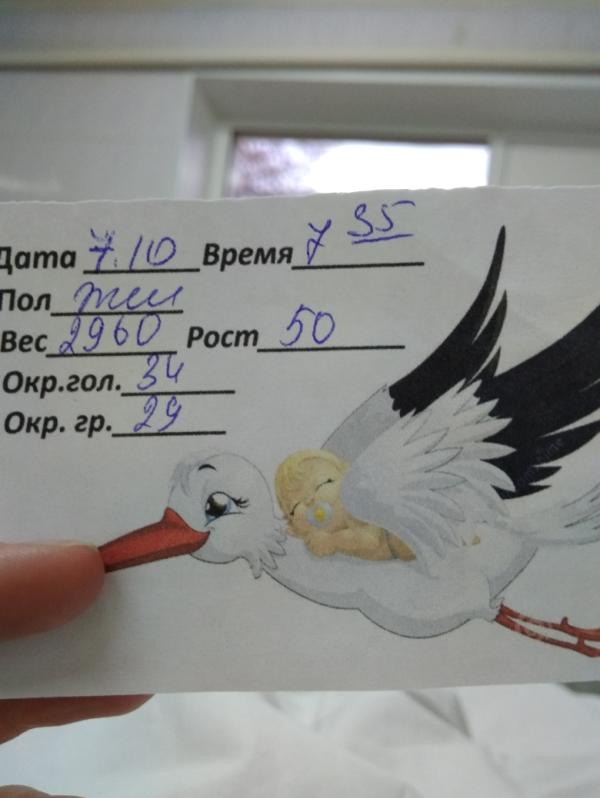 Дата 7.10 Время 7 35
Пол жен
Вес 2960 Рост 50
Окр.гол. 34
Окр. гр. 29